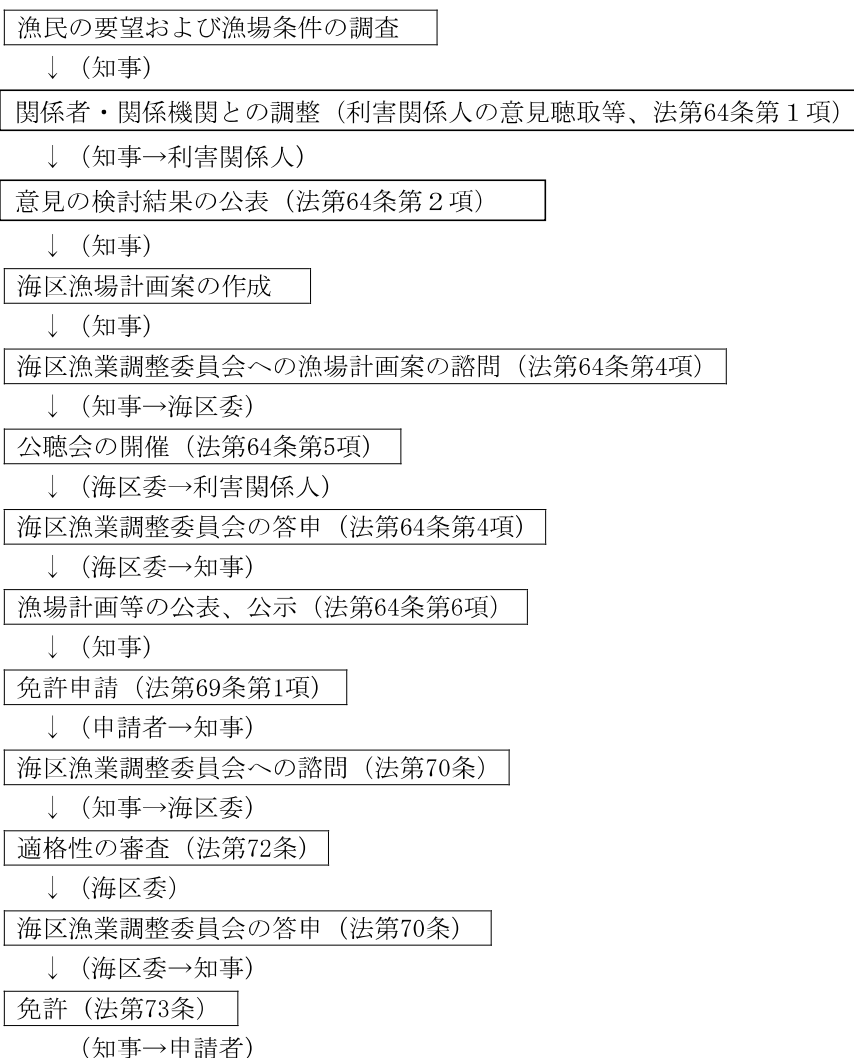 漁民の要望および漁場条件の調査
↓（知事）
関係者・関係機関との調整（利害関係人の意見聴取等、法第64条第１項）
↓（知事→利害関係人）
意見の検討結果の公表（法第64条第２項）
↓（知事）
海区漁場計画案の作成
↓（知事）
海区漁業調整委員会への漁場計画案の諮問（法第64条第4項）
↓（知事→海区委）
公聴会の開催（法第64条第5項）
↓（海区委→利害関係人）
海区漁業調整委員会の答申（法第64条第4項）
↓（海区委→知事）
漁場計画等の公表、公示（法第64条第6項）
↓（知事）
免許申請（法第69条第1項）
↓（申請者→知事）
海区漁業調整委員会への諮問（法第70条）
↓（知事→海区委）
適格性の審査（法第72条）
↓（海区委）
海区漁業調整委員会の答申（法第70条）
↓（海区委→知事）
免許（法第73条）
（知事→申請者）